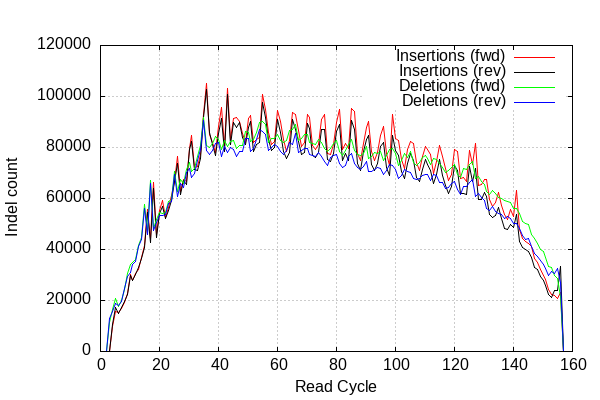 120000
100000
80000
60000
40000
20000
0
Indel count
Insertions (fwd)
Insertions (rev)
Deletions (fwd)
Deletions (rev)
0 20 40 60 80 100 120 140 160
Read Cycle